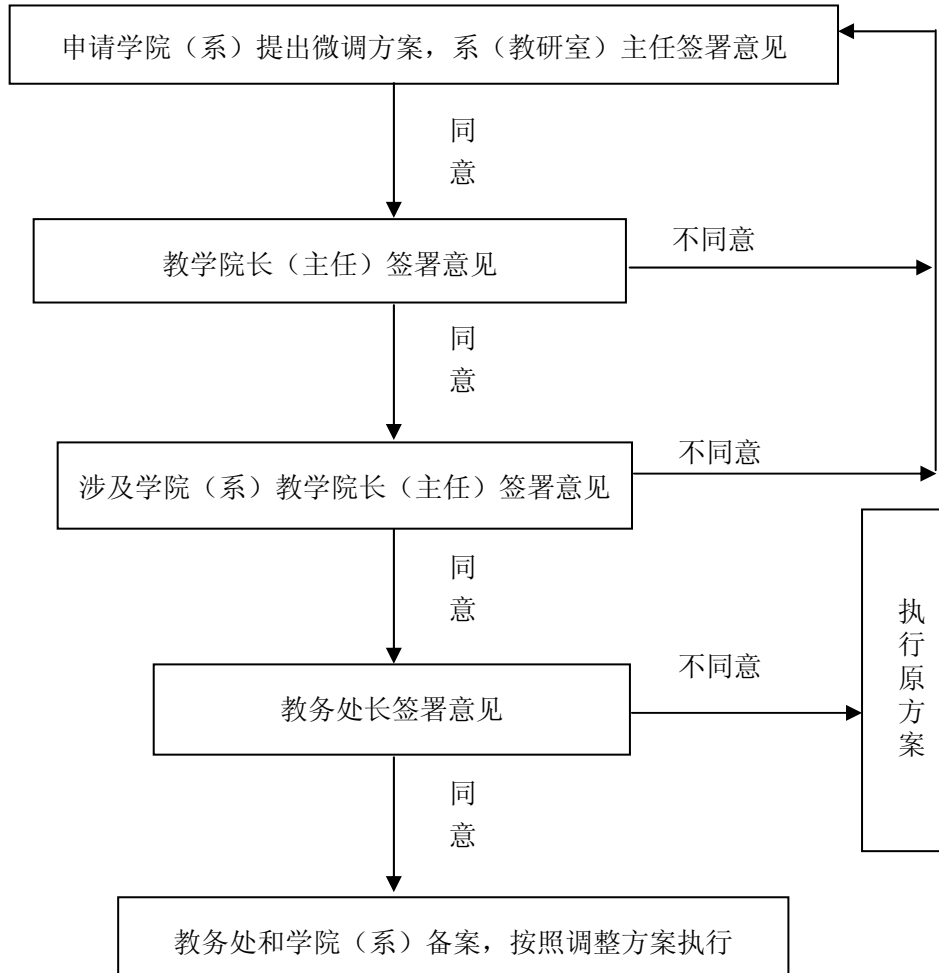 申请学院（系）提出微调方案，系（教研室）主任签署意见
同
意
教学院长（主任）签署意见
不同意
同
意
涉及学院（系）教学院长（主任）签署意见
不同意
同
意
教务处长签署意见
不同意
执
行
原
方
案
同
意
教务处和学院（系）备案，按照调整方案执行